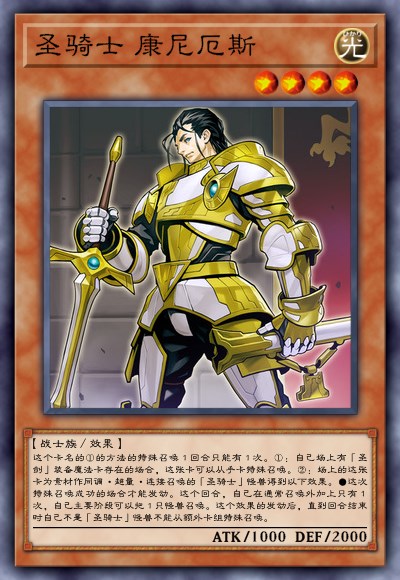 圣骑士 康尼厄斯
光
【战士族／效果】
这个卡名的①的方法的特殊召唤1回合只能有1次。①：自己场上有「圣
剑」装备魔法卡存在的场合，这张卡可以从手卡特殊召唤。②：场上的这张
卡为素材作同调·超量·连接召唤的「圣骑士」怪兽得到以下效果。●这次
特殊召唤成功的场合才能发动。这个回合，自己在通常召唤外加上只有1
次，自己主要阶段可以把1只怪兽召唤。这个效果的发动后，直到回合结束
时自己不是「圣骑士」怪兽不能从额外卡组特殊召唤。
ATK/1000 DEF/2000